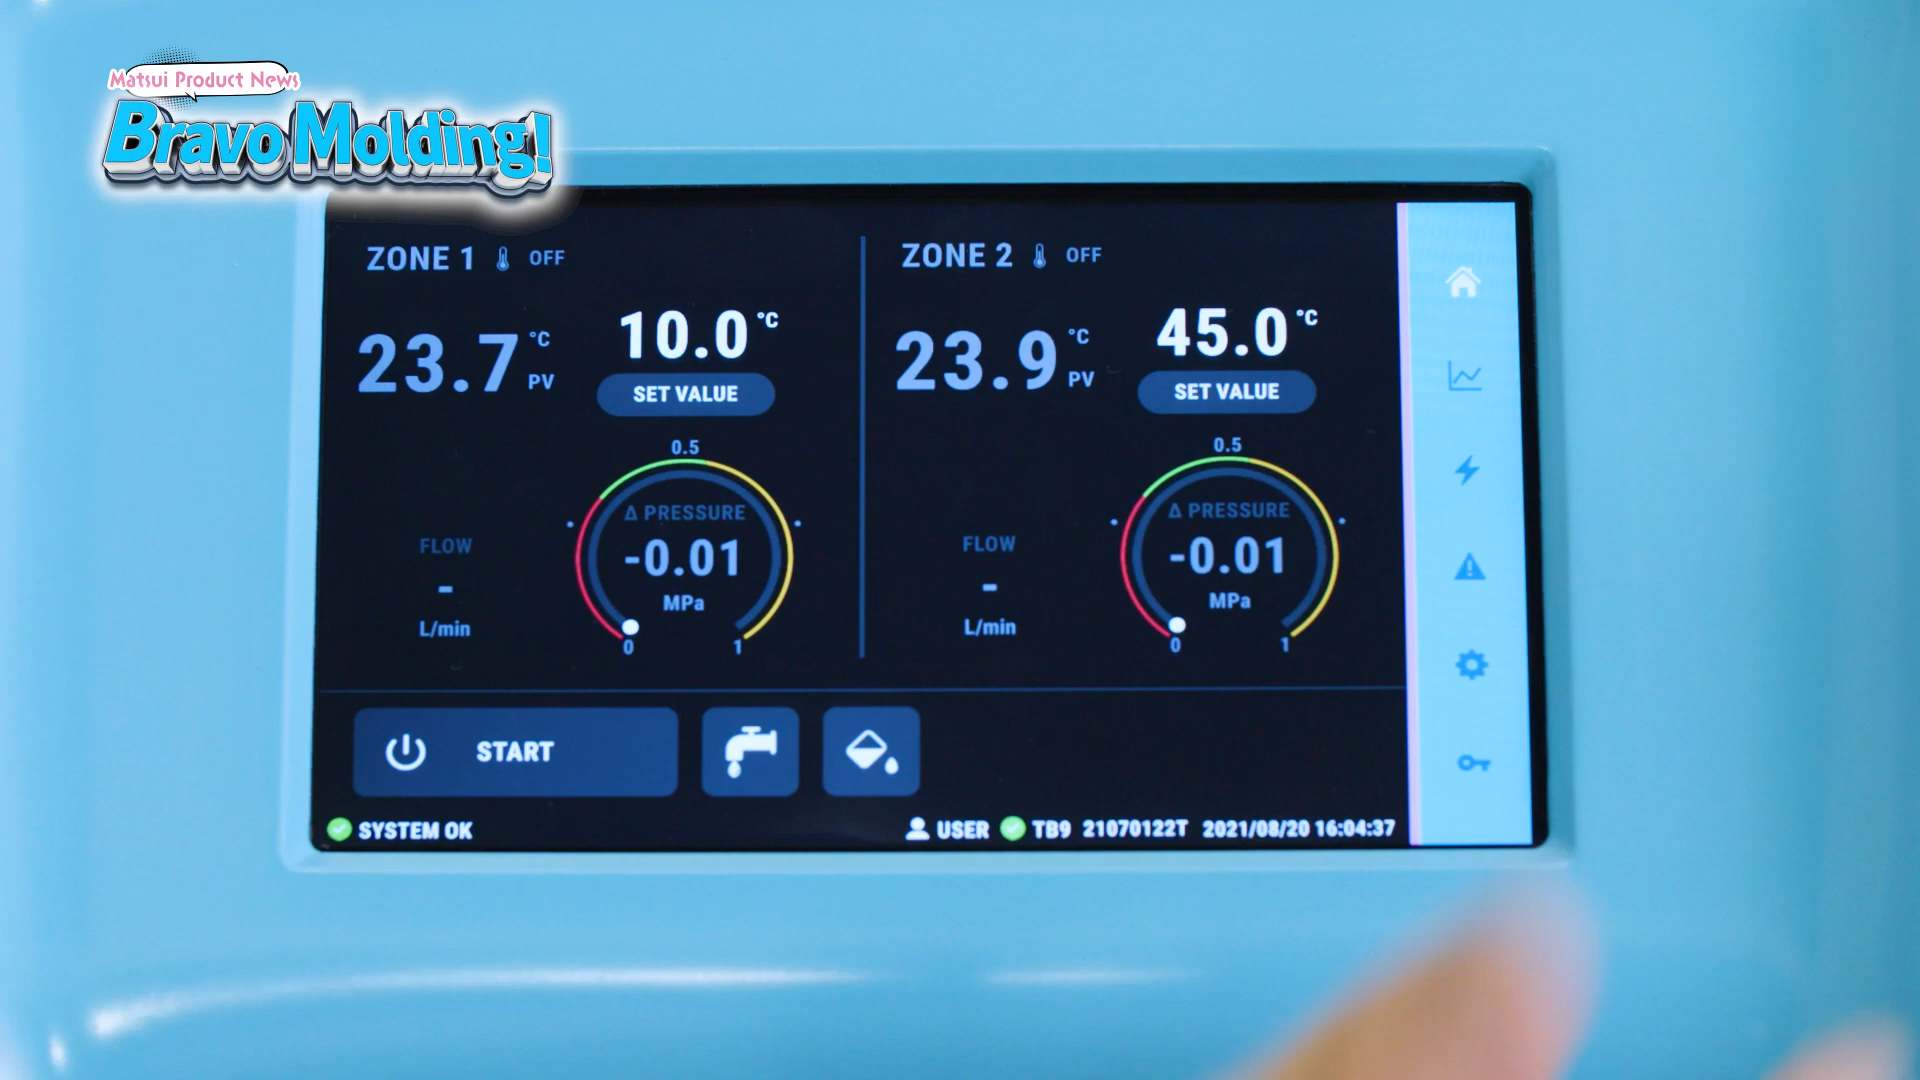 Matsui Product News
Bravo Molding!
ZONE 1 OFF
23.7 °C PV
10.0 °C
SET VALUE
0.5
Δ PRESSURE
-0.01
MPa
0 1
FLOW
-
L/min
ZONE 2 OFF
23.9 °C PV
45.0 °C
SET VALUE
0.5
Δ PRESSURE
-0.01
MPa
0 1
FLOW
-
L/min
START
SYSTEM OK
USER TB9 21070122T 2021/08/20 16:04:37